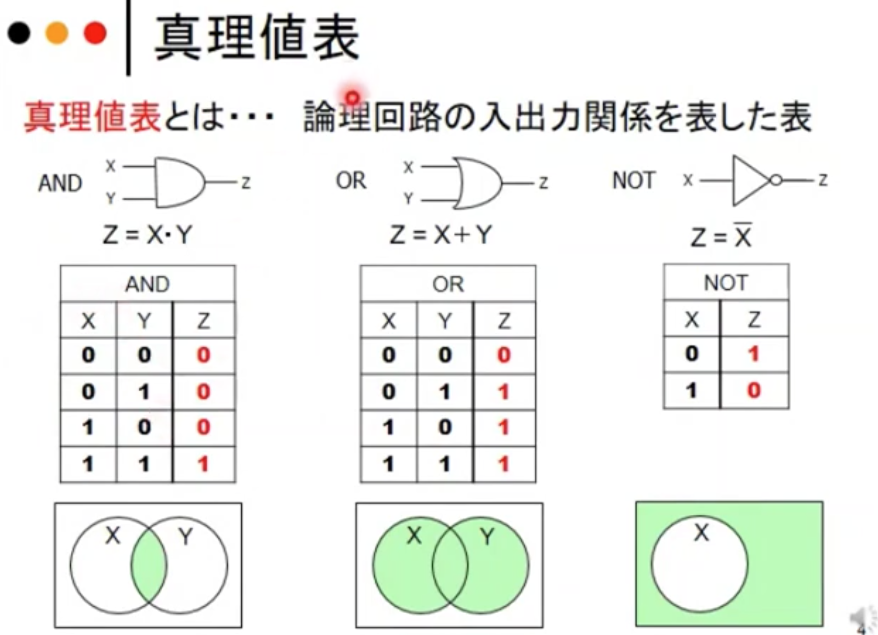 真理値表
真理値表とは･･･ 論理回路の入出力関係を表した表
AND X Y Z
OR X Y Z
NOT X Z
Z = X･Y
Z = X+Y
Z = X̅
AND
X Y Z
0 0 0
0 1 0
1 0 0
1 1 1
OR
X Y Z
0 0 0
0 1 1
1 0 1
1 1 1
NOT
X Z
0 1
1 0
X Y
X Y
X
4